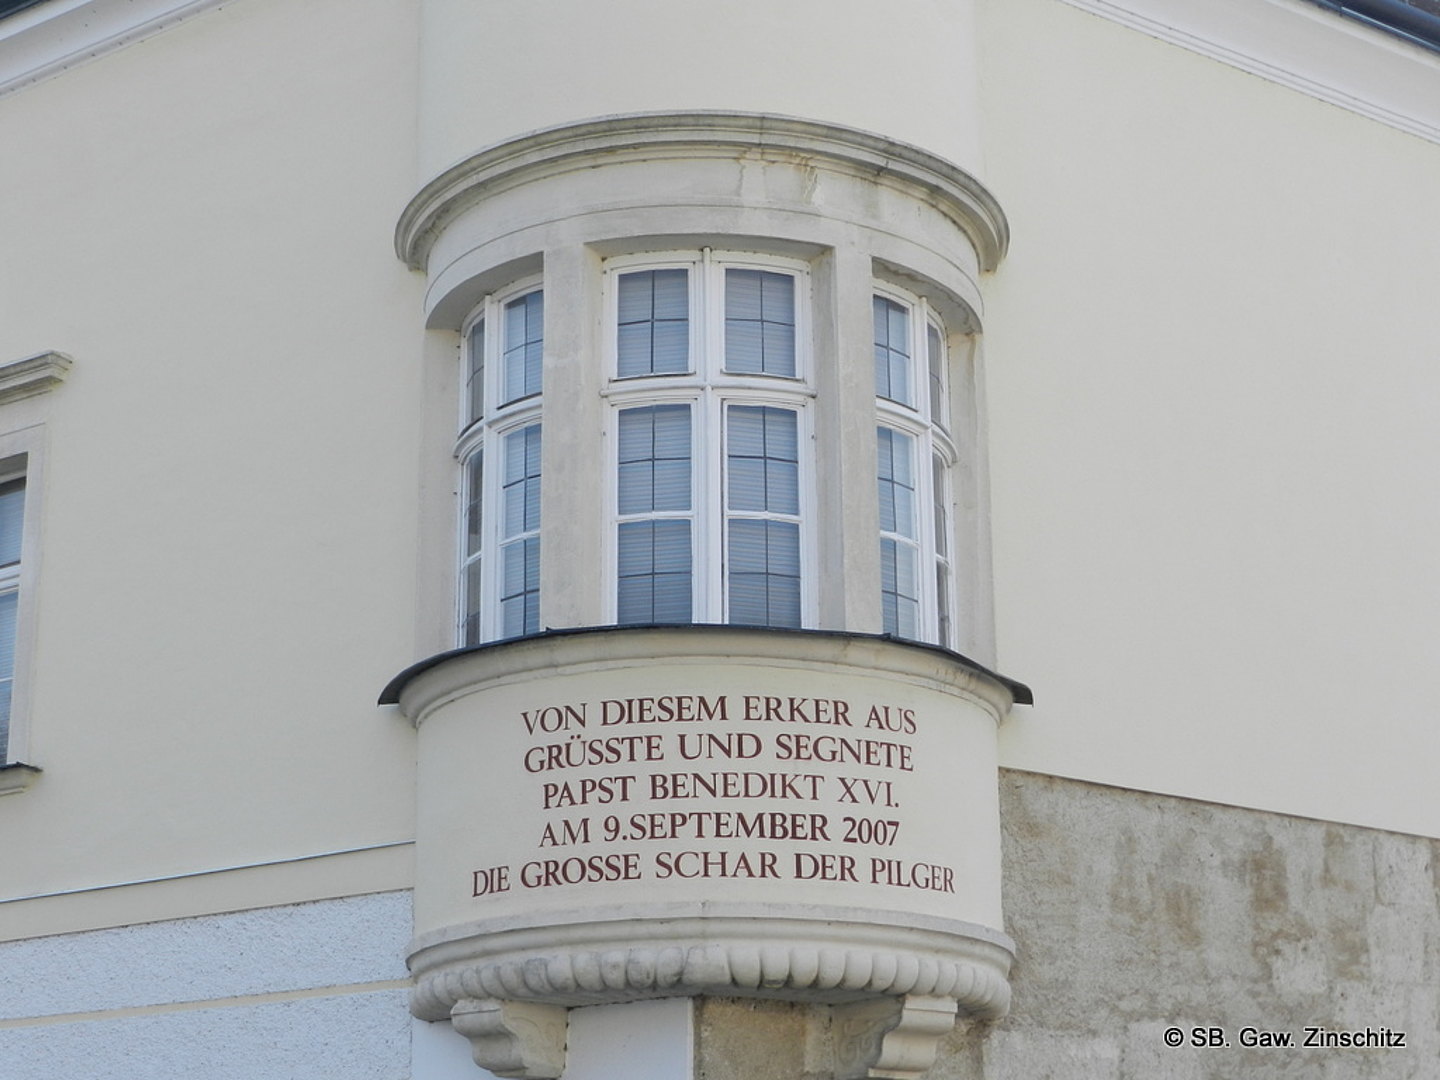 VON DIESEM ERKER AUS
GRÜSSTE UND SEGNETE
PAPST BENEDIKT XVI.
AM 9.SEPTEMBER 2007
DIE GROSSE SCHAR DER PILGER
© SB. Gaw. Zinschitz